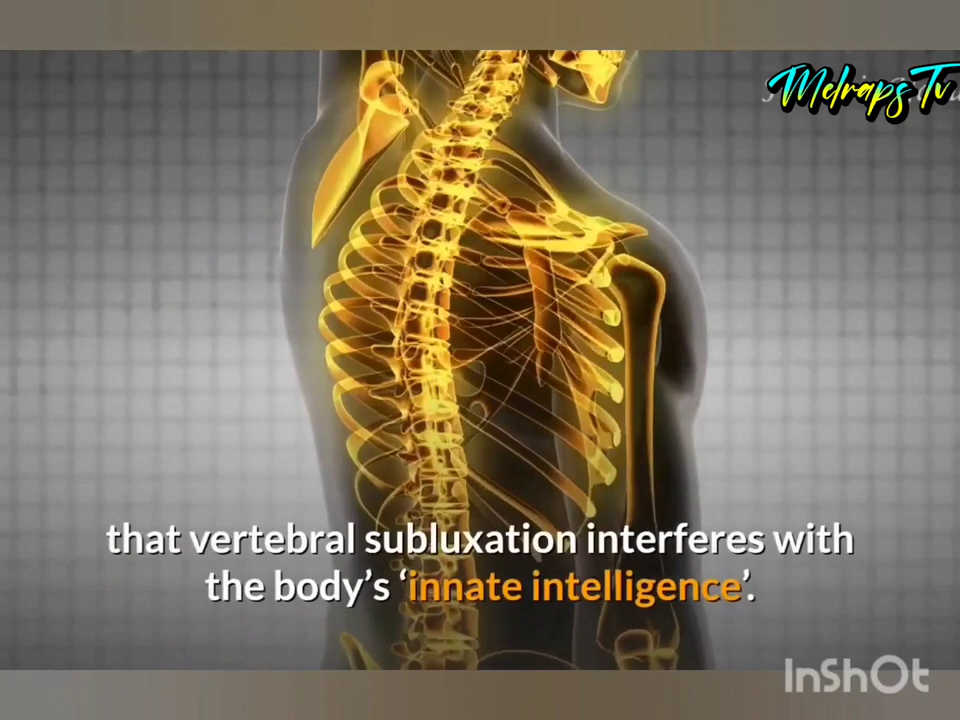 Melraps Tv
that vertebral subluxation interferes with
the body's ‘innate intelligence’.
InShOt